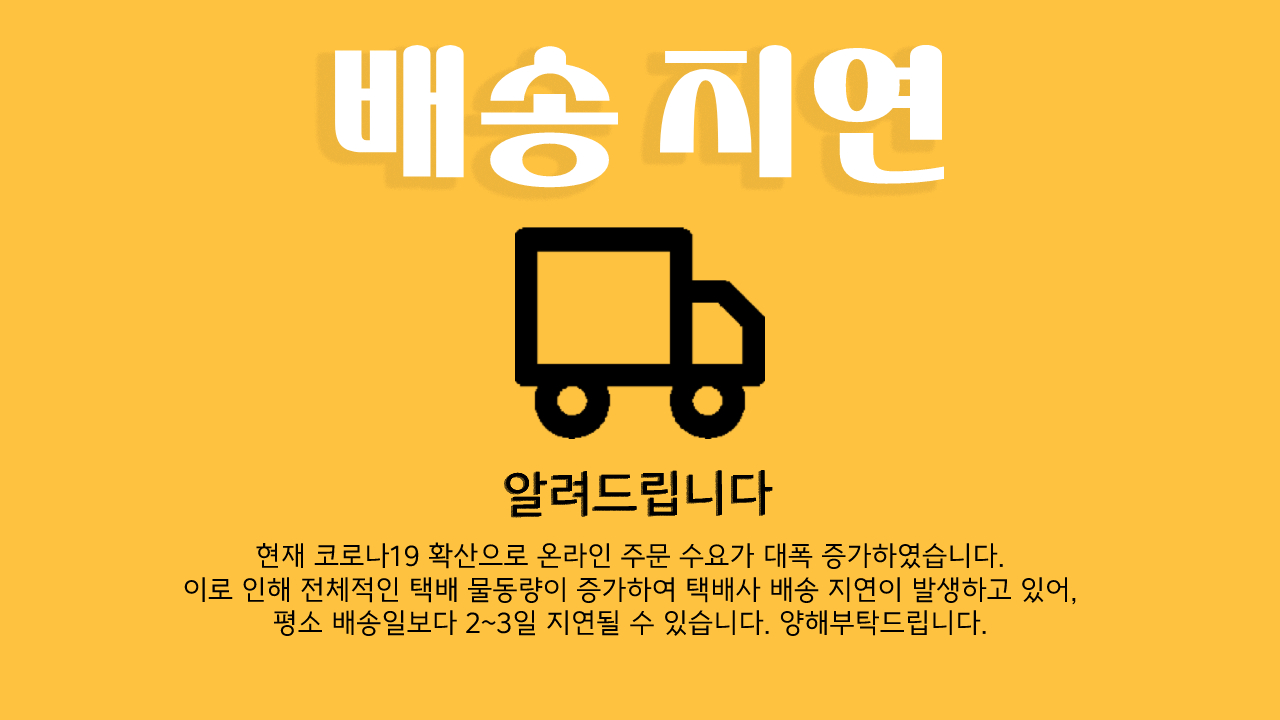 배송 지연
알려드립니다
현재 코로나19 확산으로 온라인 주문 수요가 대폭 증가하였습니다.
이로 인해 전체적인 택배 물동량이 증가하여 택배사 배송 지연이 발생하고 있어,
평소 배송일보다 2~3일 지연될 수 있습니다. 양해부탁드립니다.